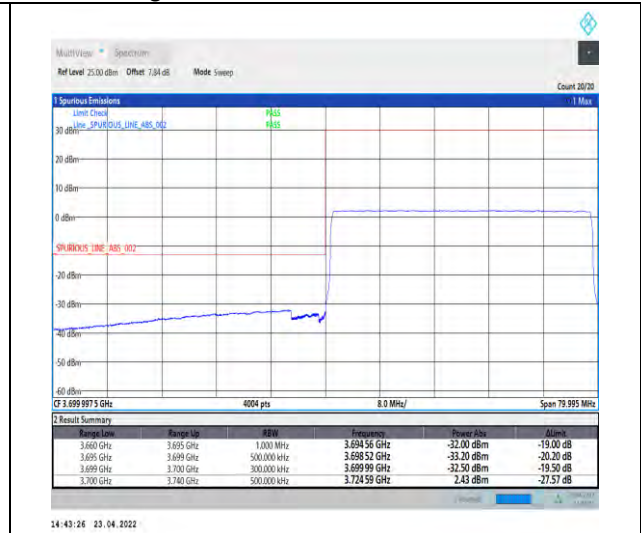 MultiView Spectrum
Ref Level 25.00 dBm Offset 7.84 dB Mode Sweep
Count 20/20
1 Spurious Emissions 1 Max
Limit Check PASS
Line _SPURIOUS_LINE_ABS_002 PASS
30 dBm
20 dBm
10 dBm
0 dBm
SPURIOUS_LINE_ABS_002
-20 dBm
-30 dBm
-40 dBm
-50 dBm
-60 dBm
CF 3.699 997 5 GHz 4004 pts 8.0 MHz/ Span 79.995 MHz
2 Result Summary
Range Low Range Up RBW Frequency Power Abs ΔLimit
3.660 GHz 3.695 GHz 1.000 MHz 3.694 56 GHz -32.00 dBm -19.00 dB
3.695 GHz 3.699 GHz 500.000 kHz 3.698 52 GHz -33.20 dBm -20.20 dB
3.699 GHz 3.700 GHz 300.000 kHz 3.699 99 GHz -32.50 dBm -19.50 dB
3.700 GHz 3.740 GHz 500.000 kHz 3.724 59 GHz 2.43 dBm -27.57 dB
14:43:26 23.04.2022